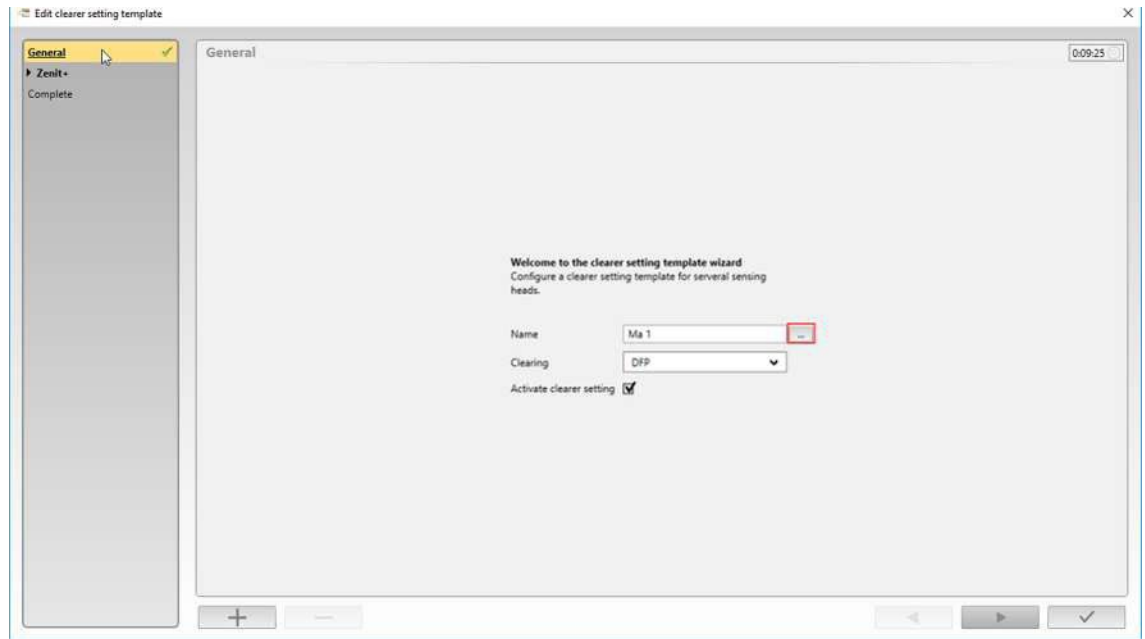 Edit clearer setting template
General
Zenit+
Complete
General
0:09:25
Welcome to the clearer setting template wizard
Configure a clearer setting template for serveral sensing
heads.
Name
Ma 1
...
Clearing
DFP
Activate clearer setting